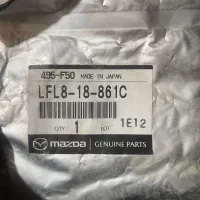 495-F50 MADE IN JAPAN
LFL8-18-861C
QTY 1 LOT 1E12
mazda GENUINE PARTS